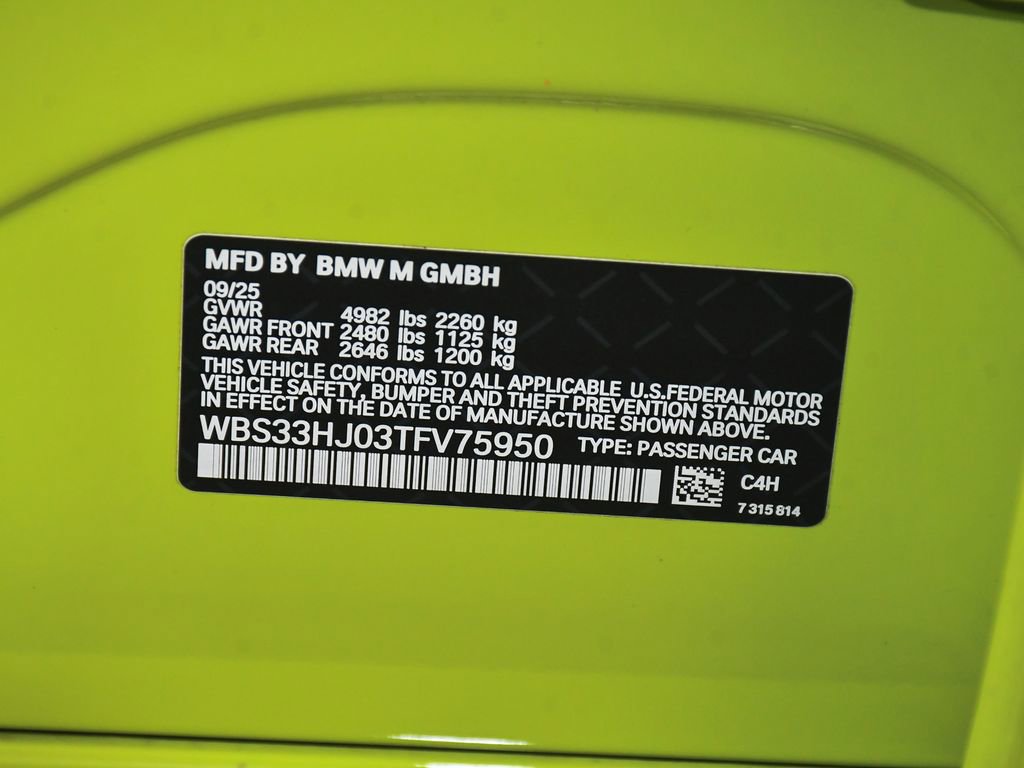 MFD BY BMW M GMBH
09/25
GVWR 4982 lbs 2260 kg
GAWR FRONT 2480 lbs 1125 kg
GAWR REAR 2646 lbs 1200 kg
THIS VEHICLE CONFORMS TO ALL APPLICABLE U.S.FEDERAL MOTOR
VEHICLE SAFETY, BUMPER AND THEFT PREVENTION STANDARDS
IN EFFECT ON THE DATE OF MANUFACTURE SHOWN ABOVE.
WBS33HJ03TFV75950 TYPE: PASSENGER CAR
C4H
7 315 814